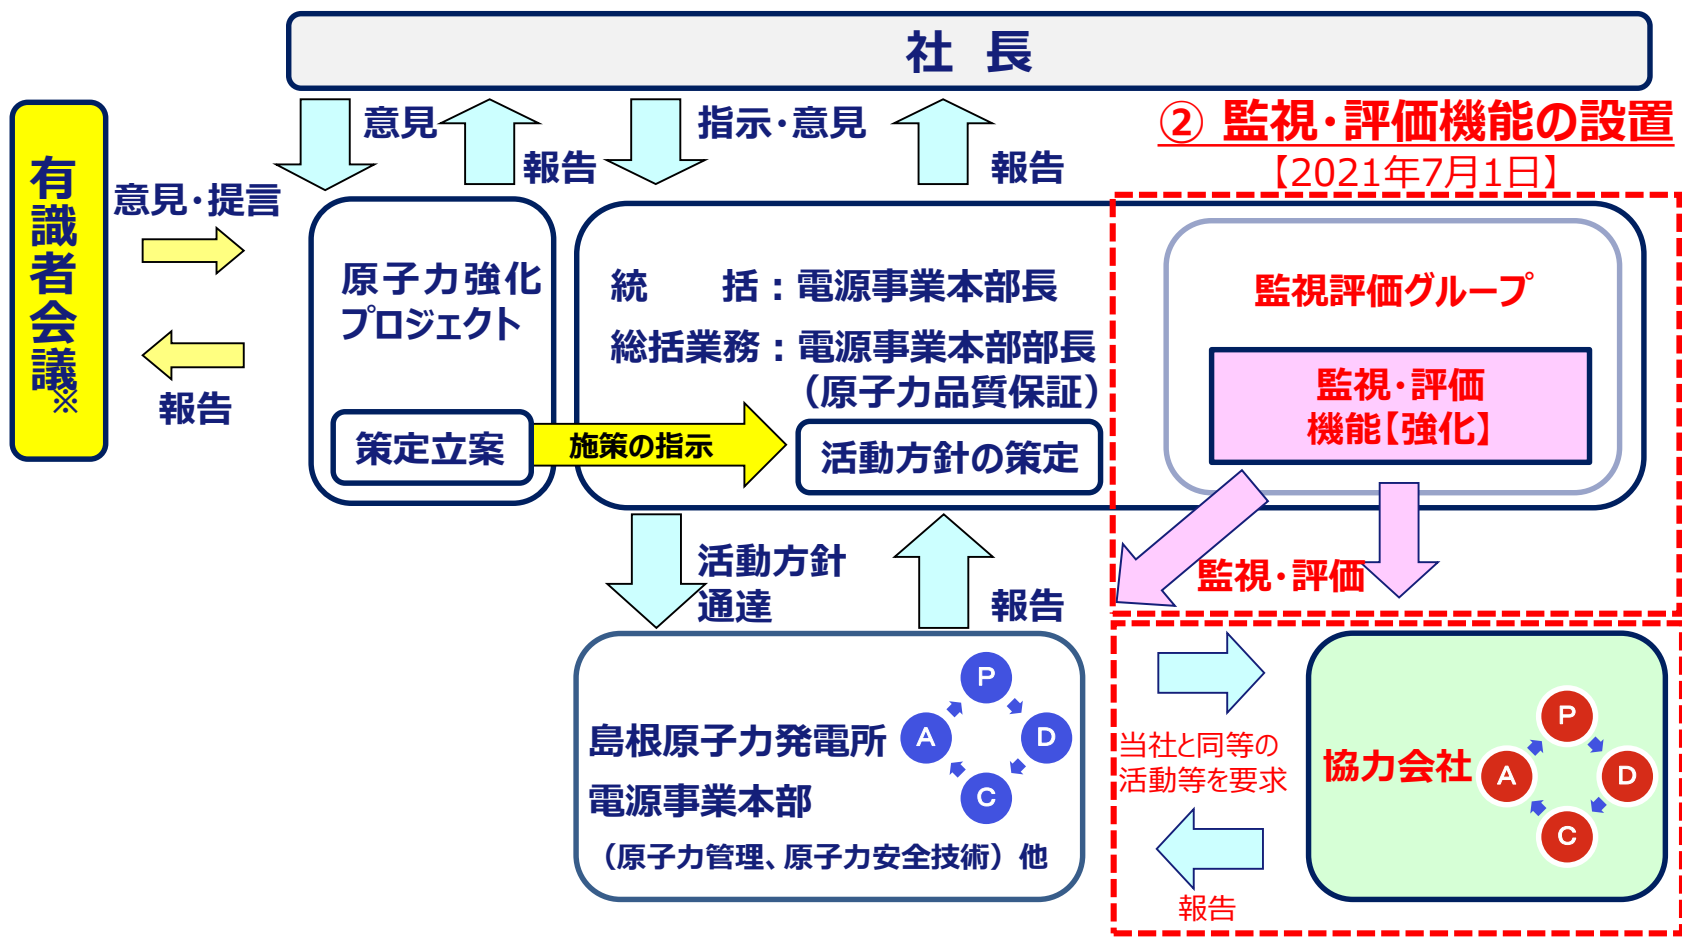 社 長
意見
報告
指示･意見
報告
② 監視･評価機能の設置
【2021年7月1日】
有識者会議※
意見･提言
報告
原子力強化
プロジェクト
策定立案
施策の指示
統　　括：電源事業本部長
総括業務：電源事業本部部長
（原子力品質保証）
活動方針の策定
監視評価グループ
監視･評価
機能【強化】
活動方針
通達
報告
監視･評価
島根原子力発電所
電源事業本部
（原子力管理、原子力安全技術）他
P
A
D
C
当社と同等の
活動等を要求
報告
協力会社
P
A
D
C